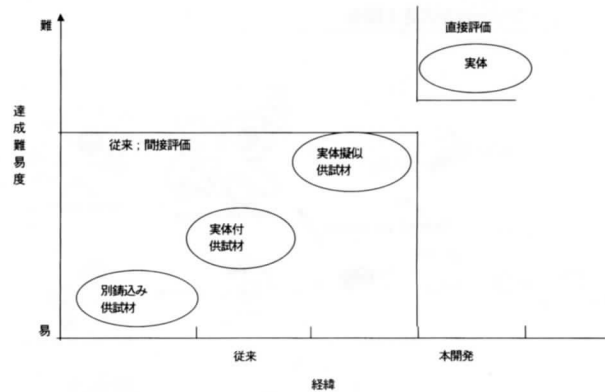 難
直接評価
実体
達成難易度
従来；間接評価
実体擬似
供試材
実体付
供試材
別鋳込み
供試材
易
従来
本開発
経緯